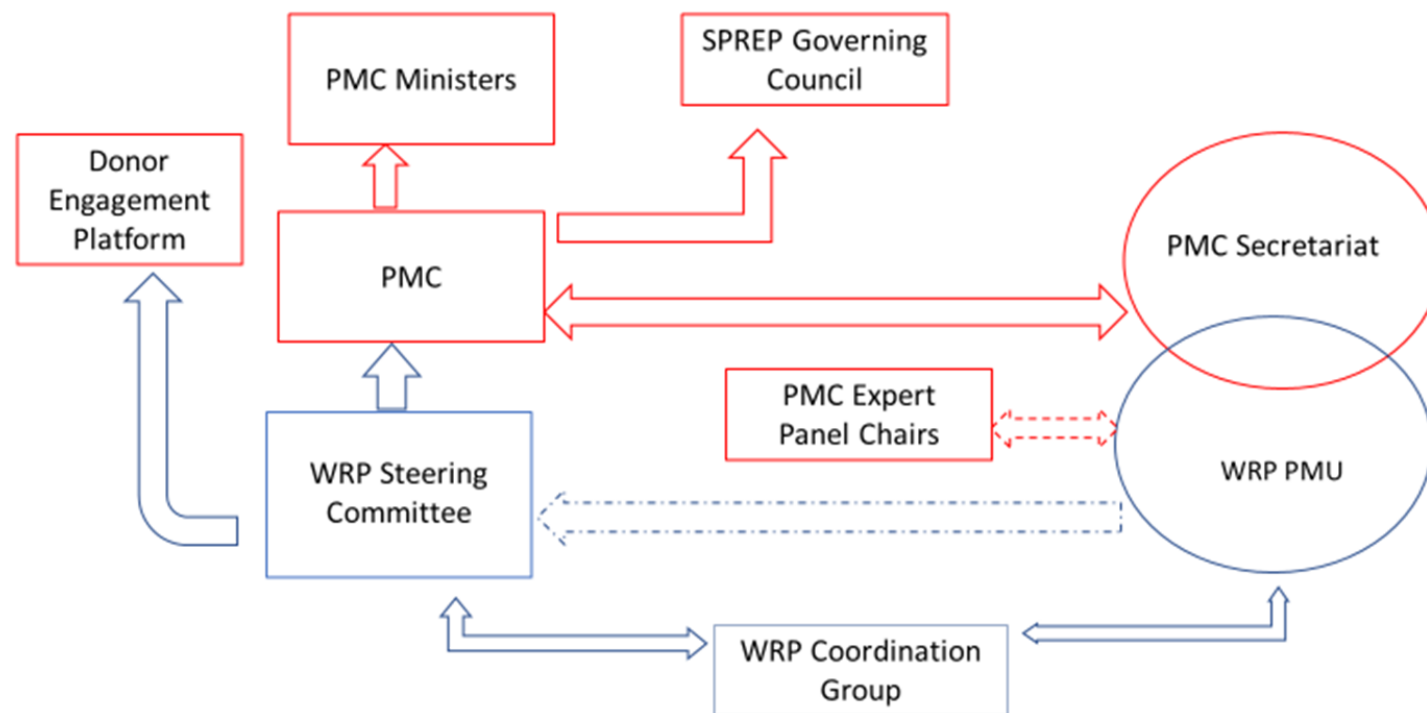 SPREP Governing
Council
PMC Ministers
Donor
Engagement
Platform
PMC Secretariat
PMC
PMC Expert
Panel Chairs
WRP Steering
Committee
WRP PMU
WRP Coordination
Group